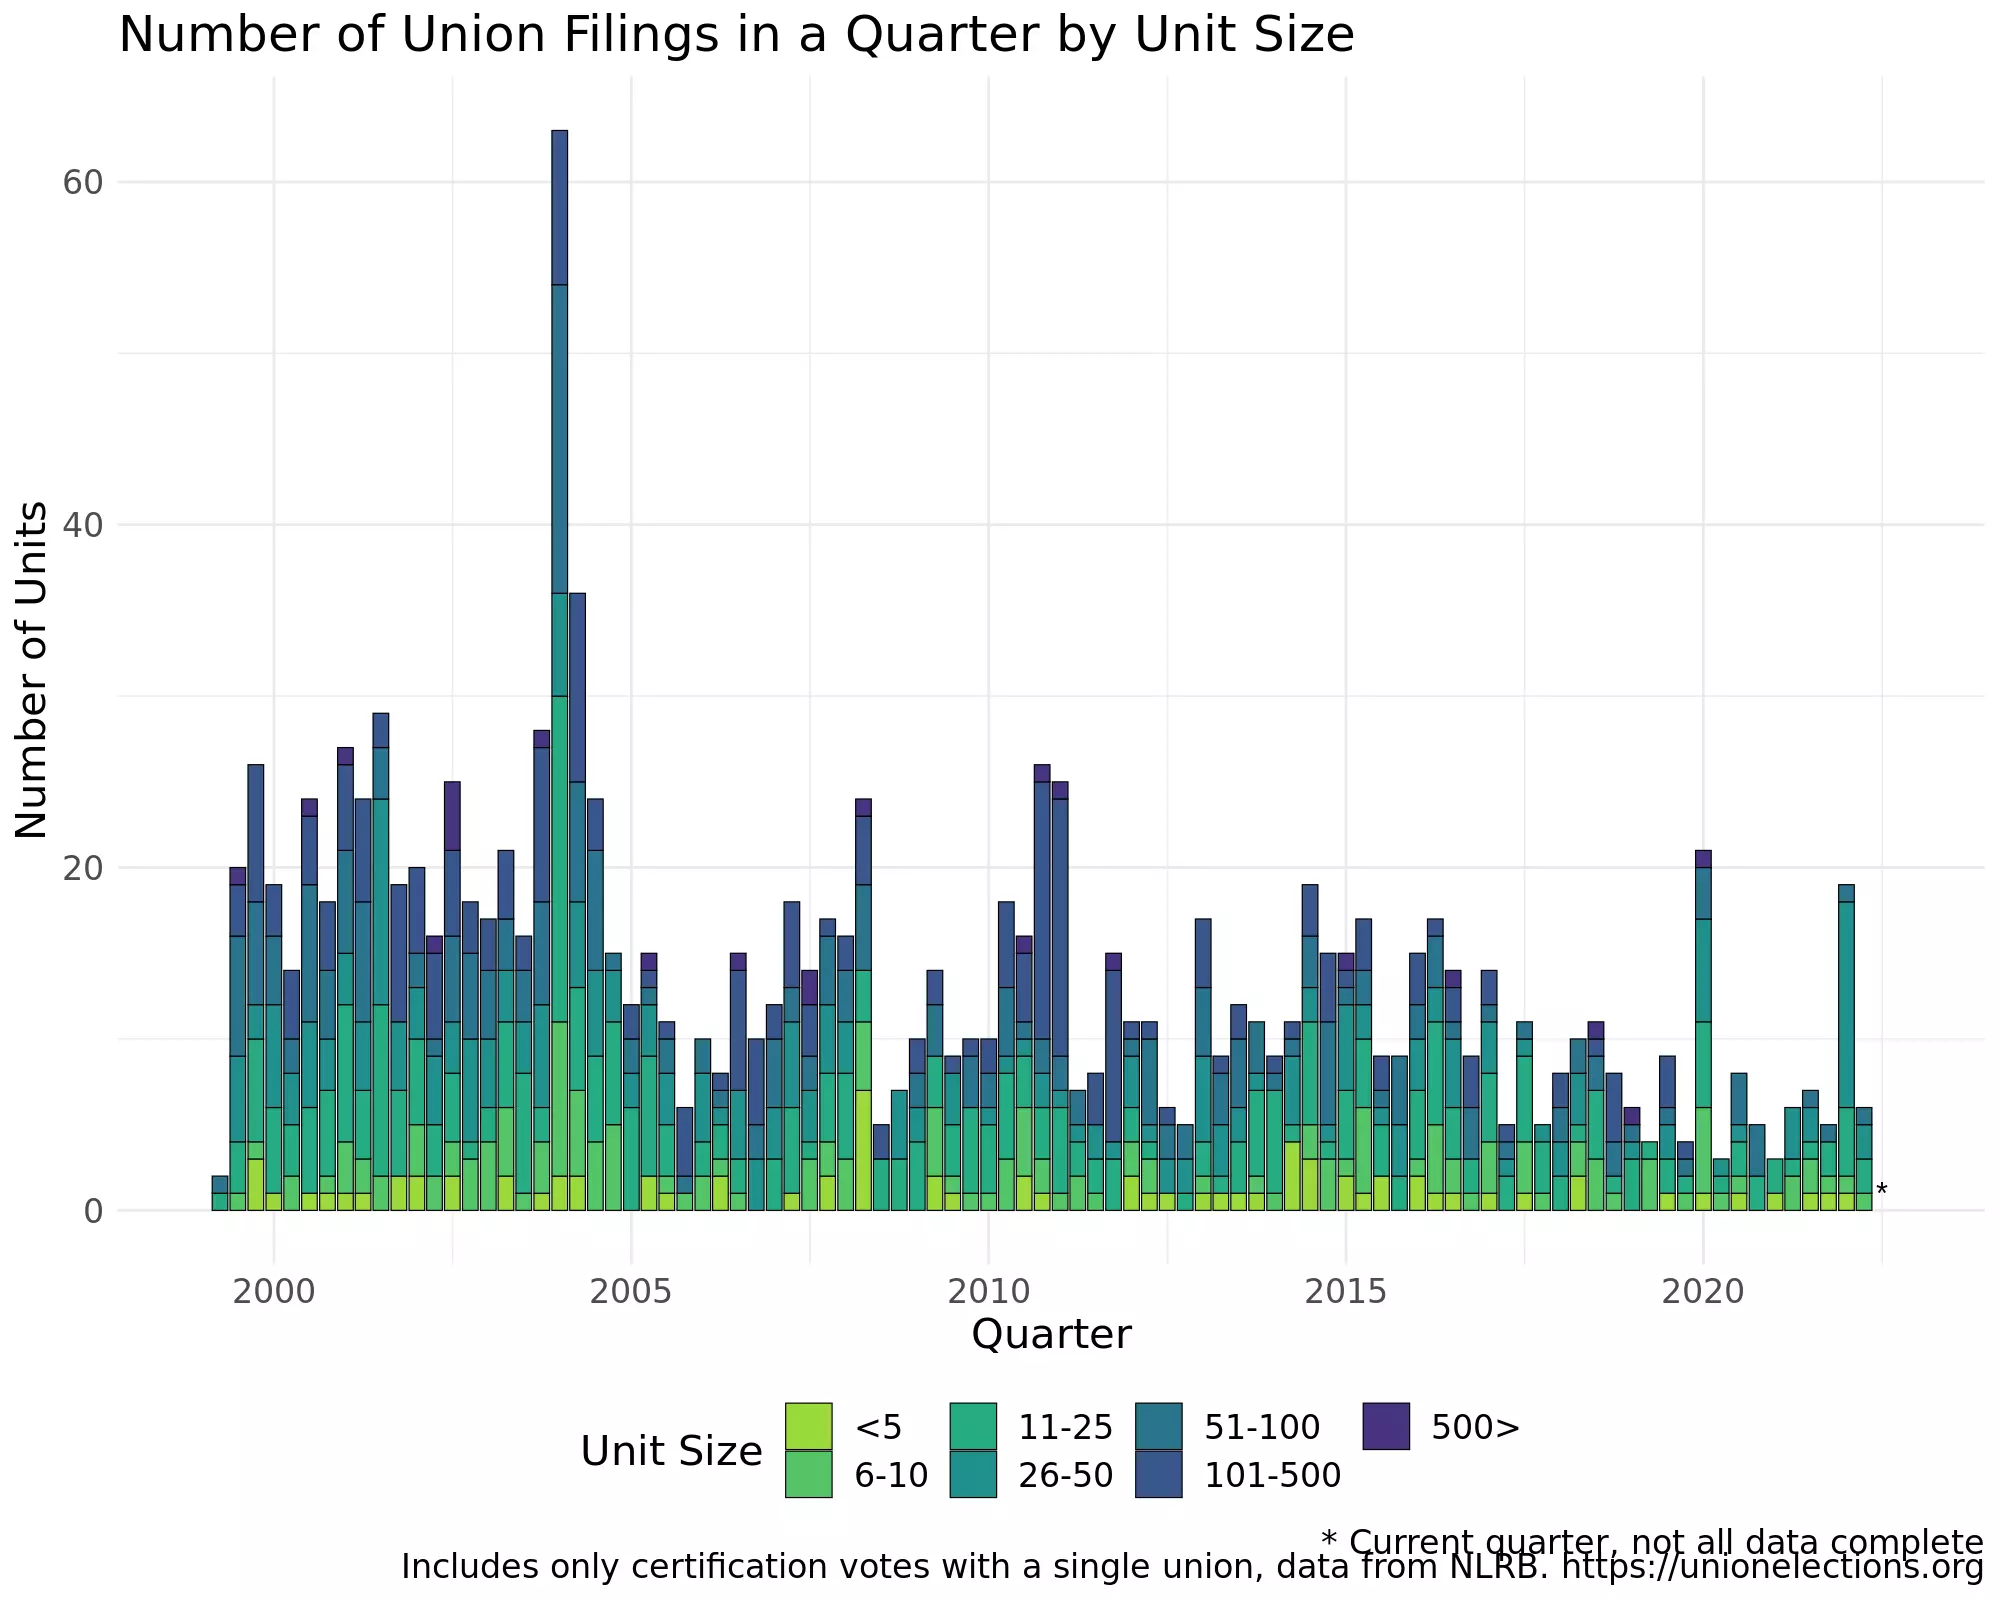 Number of Union Filings in a Quarter by Unit Size
Number of Units
60
40
20
0
*
2000 2005 2010 2015 2020
Quarter
Unit Size
<5 11-25 51-100 500>
6-10 26-50 101-500
* Current quarter, not all data complete
Includes only certification votes with a single union, data from NLRB. https://unionelections.org